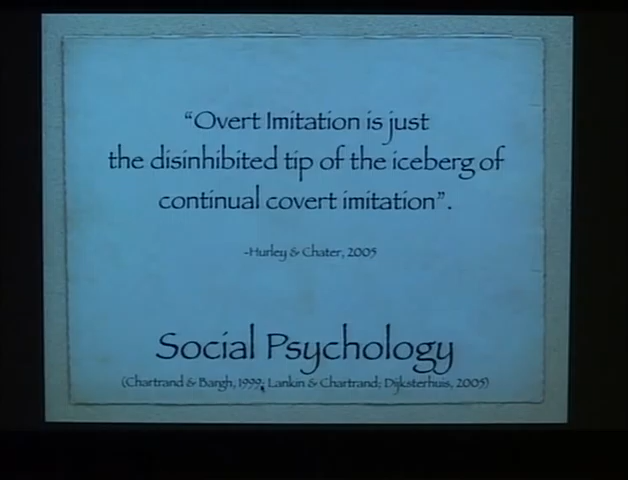 “Overt Imitation is just
the disinhibited tip of the iceberg of
continual covert imitation”.
-Hurley & Chater, 2005
Social Psychology
(Chartrand & Bargh, 1999; Lankin & Chartrand; Dijksterhuis, 2005)